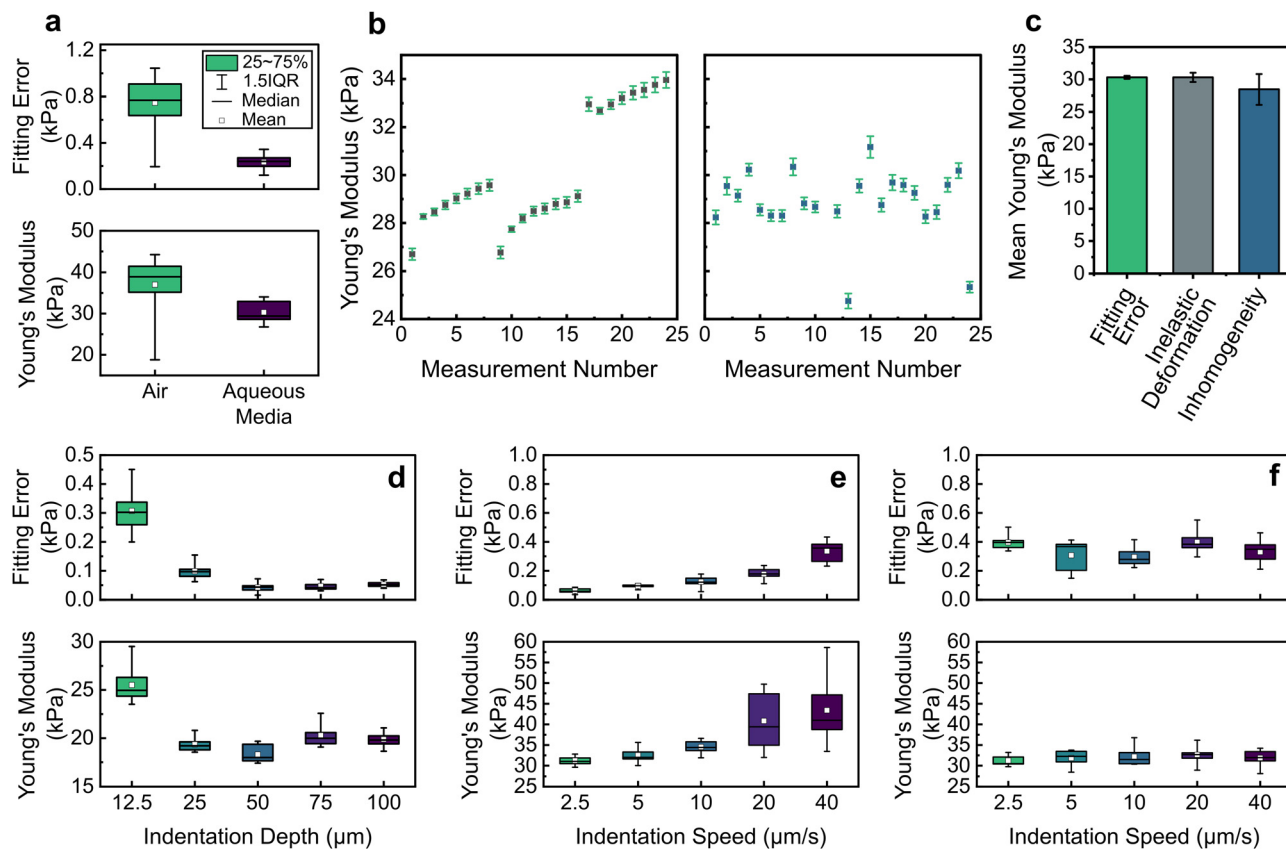 a
Fitting Error
(kPa)
1.2
0.8
0.4
0.0
25~75%
1.5IQR
Median
Mean
Young's Modulus
(kPa)
50
40
30
20
Air
Aqueous
Media
b
Young's Modulus (kPa)
34
32
30
28
26
24
0 5 10 15 20 25
Measurement Number
0 5 10 15 20 25
Measurement Number
c
Mean Young's Modulus
(kPa)
35
30
25
20
15
10
5
0
Fitting
Error
Inelastic
Deformation
Inhomogeneity
d
Fitting Error
(kPa)
0.5
0.4
0.3
0.2
0.1
0.0
Young's Modulus
(kPa)
30
25
20
15
12.5 25 50 75 100
Indentation Depth (μm)
e
Fitting Error
(kPa)
1.0
0.8
0.6
0.4
0.2
0.0
Young's Modulus
(kPa)
60
55
50
45
40
35
30
25
2.5 5 10 20 40
Indentation Speed (μm/s)
f
Fitting Error
(kPa)
1.0
0.8
0.6
0.4
0.2
0.0
Young's Modulus
(kPa)
60
55
50
45
40
35
30
25
2.5 5 10 20 40
Indentation Speed (μm/s)